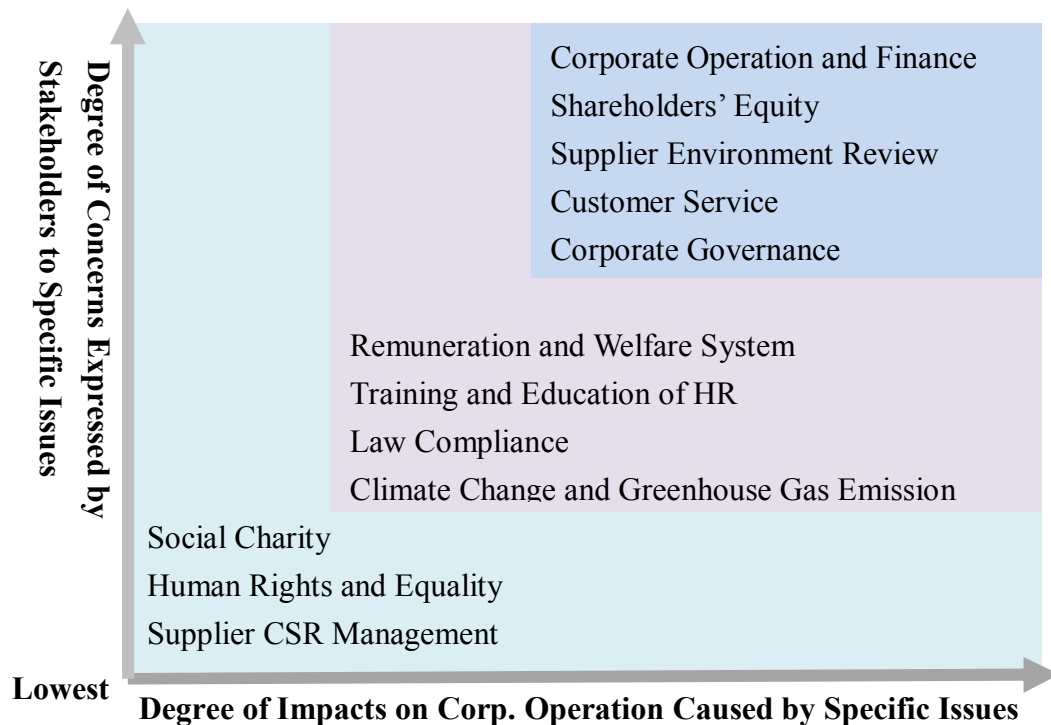 Degree of Concerns Expressed by
Stakeholders to Specific Issues
Corporate Operation and Finance
Shareholders’ Equity
Supplier Environment Review
Customer Service
Corporate Governance
Remuneration and Welfare System
Training and Education of HR
Law Compliance
Climate Change and Greenhouse Gas Emission
Social Charity
Human Rights and Equality
Supplier CSR Management
Lowest
Degree of Impacts on Corp. Operation Caused by Specific Issues